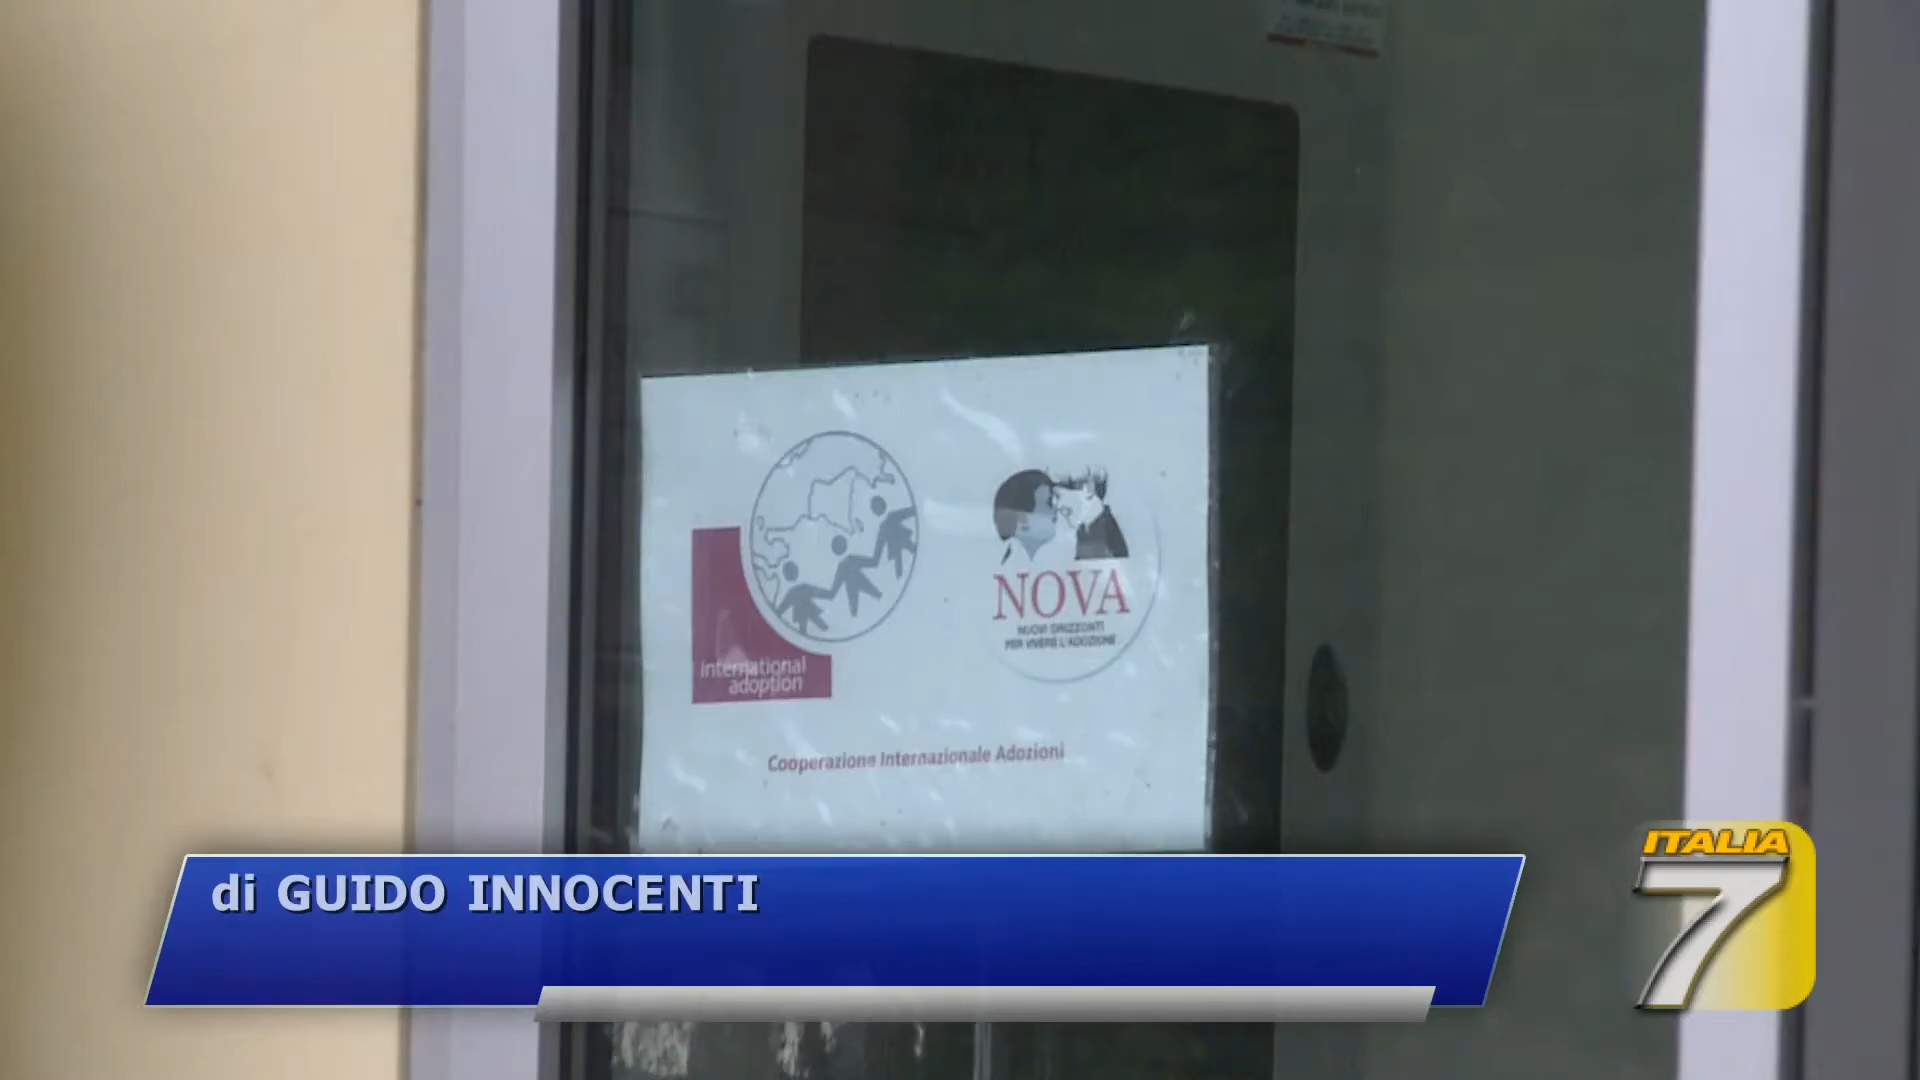 NOVA
NUOVI ORIZZONTI
PER VIVERE L'ADOZIONE
international
adoption
Cooperazione Internazionale Adozioni
di GUIDO INNOCENTI
ITALIA
7